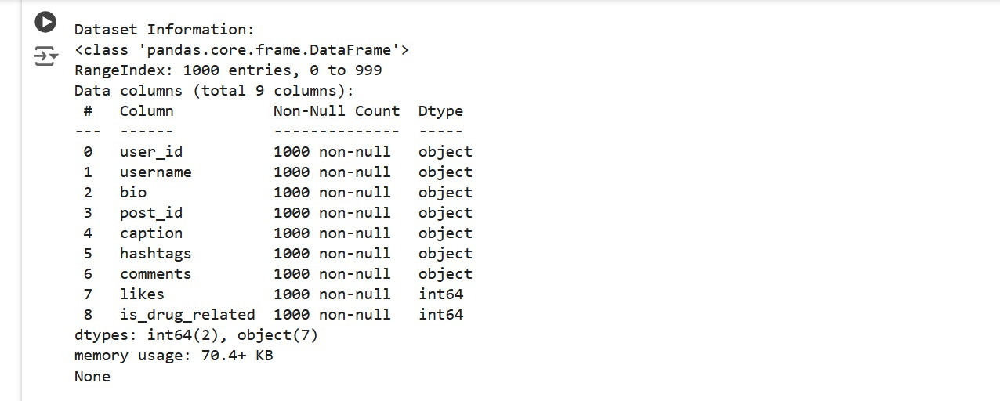 Dataset Information:
<class 'pandas.core.frame.DataFrame'>
RangeIndex: 1000 entries, 0 to 999
Data columns (total 9 columns):
 #   Column           Non-Null Count  Dtype
---  ------           --------------  -----
 0   user_id          1000 non-null   object
 1   username         1000 non-null   object
 2   bio              1000 non-null   object
 3   post_id          1000 non-null   object
 4   caption          1000 non-null   object
 5   hashtags         1000 non-null   object
 6   comments         1000 non-null   object
 7   likes            1000 non-null   int64
 8   is_drug_related  1000 non-null   int64
dtypes: int64(2), object(7)
memory usage: 70.4+ KB
None